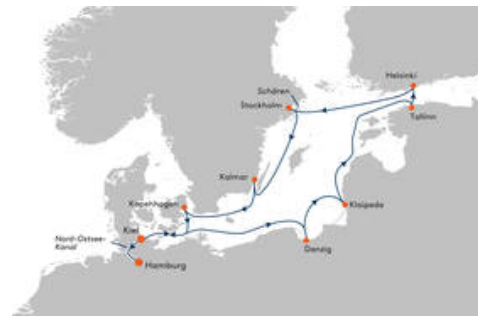 Helsinki
Schären
Stockholm
Tallinn
Kalmar
Kopenhagen
Klaipeda
Kiel
Nord-Ostsee-
Kanal
Danzig
Hamburg